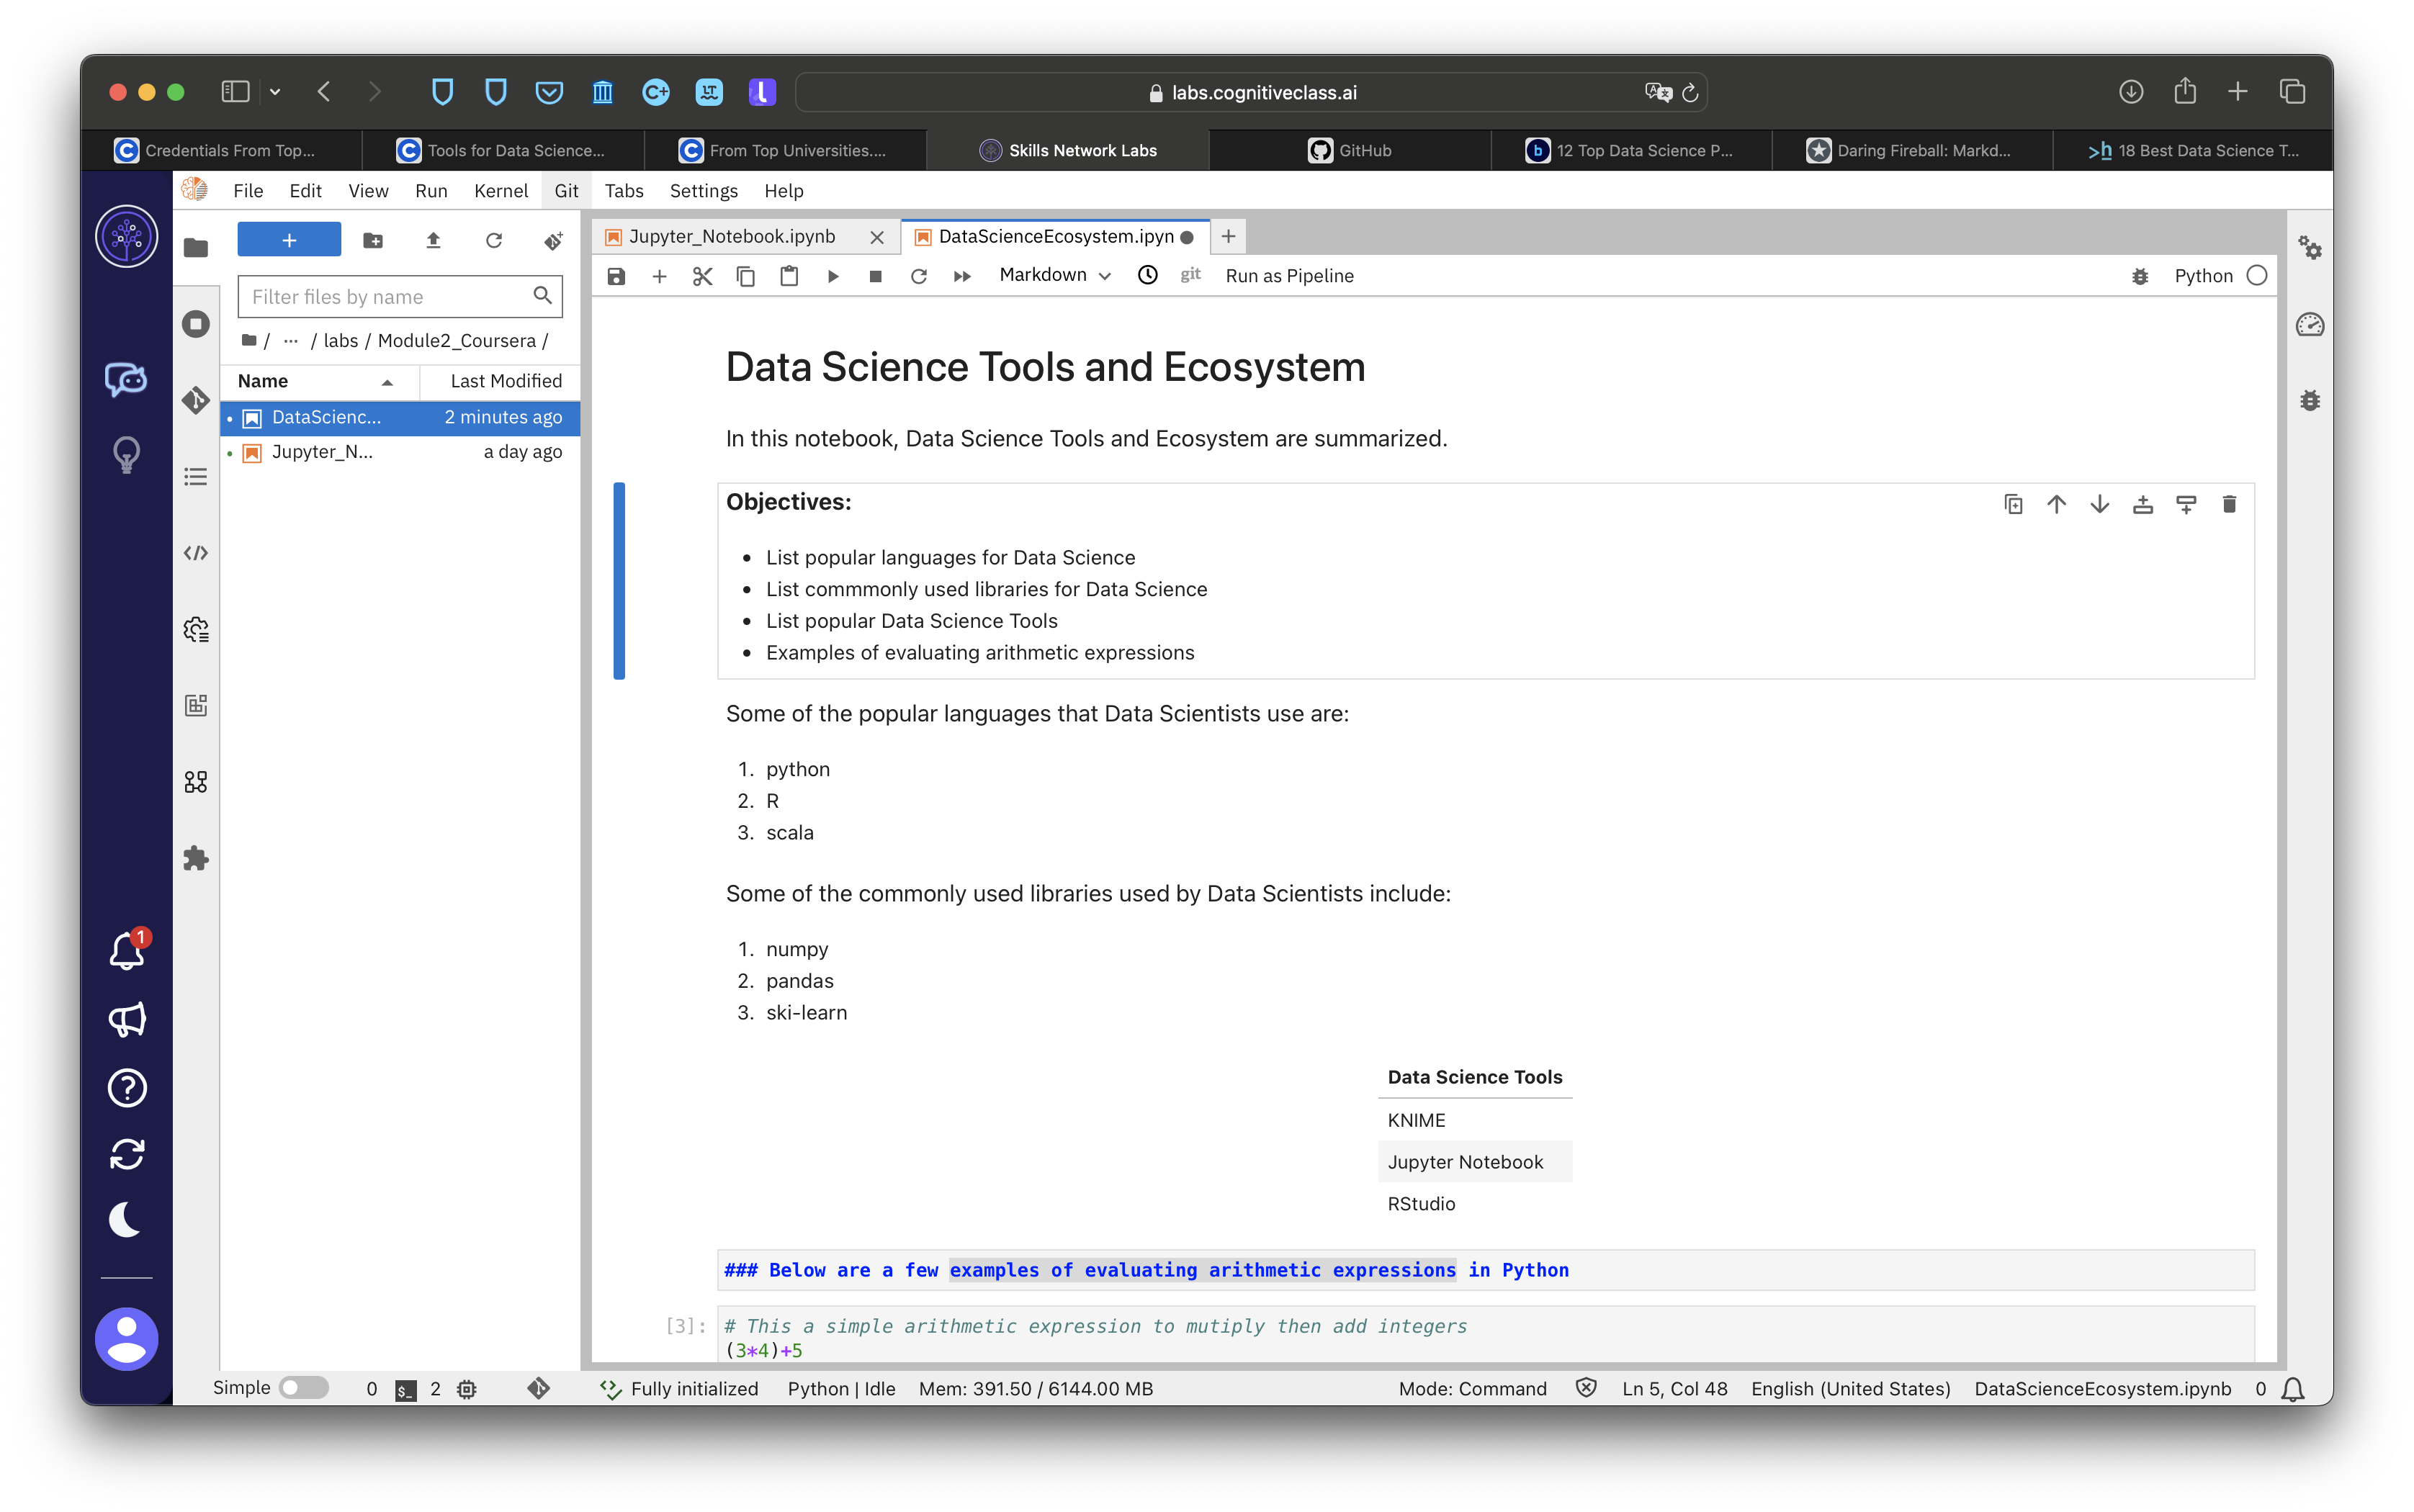 labs.cognitiveclass.ai
Credentials From Top...
Tools for Data Science...
From Top Universities....
Skills Network Labs
GitHub
12 Top Data Science P...
Daring Fireball: Markd...
>h 18 Best Data Science T...
File Edit View Run Kernel Git Tabs Settings Help
Jupyter_Notebook.ipynb
DataScienceEcosystem.ipyn
Markdown
git
Run as Pipeline
Python
Filter files by name
/ ... / labs / Module2_Coursera /
Name Last Modified
DataScienc... 2 minutes ago
Jupyter_N... a day ago
Data Science Tools and Ecosystem
In this notebook, Data Science Tools and Ecosystem are summarized.
Objectives:
• List popular languages for Data Science
• List commmonly used libraries for Data Science
• List popular Data Science Tools
• Examples of evaluating arithmetic expressions
Some of the popular languages that Data Scientists use are:
1. python
2. R
3. scala
Some of the commonly used libraries used by Data Scientists include:
1. numpy
2. pandas
3. ski-learn
Data Science Tools
KNIME
Jupyter Notebook
RStudio
### Below are a few examples of evaluating arithmetic expressions in Python
[3]: # This a simple arithmetic expression to mutiply then add integers
(3*4)+5
1
Simple 0 $_ 2 Fully initialized Python | Idle Mem: 391.50 / 6144.00 MB Mode: Command Ln 5, Col 48 English (United States) DataScienceEcosystem.ipynb 0